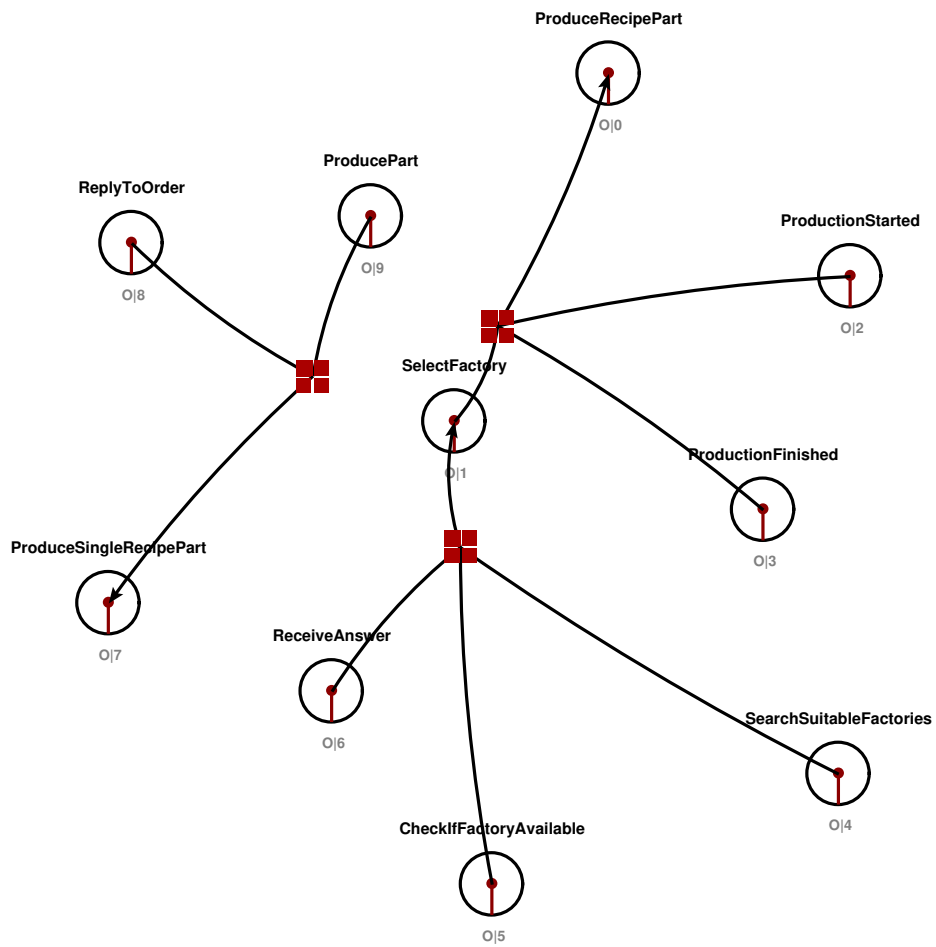 ProduceRecipePart
O|0
ProducePart
O|9
ReplyToOrder
O|8
ProductionStarted
O|2
SelectFactory
O|1
ProductionFinished
O|3
ProduceSingleRecipePart
O|7
ReceiveAnswer
O|6
SearchSuitableFactories
O|4
CheckIfFactoryAvailable
O|5